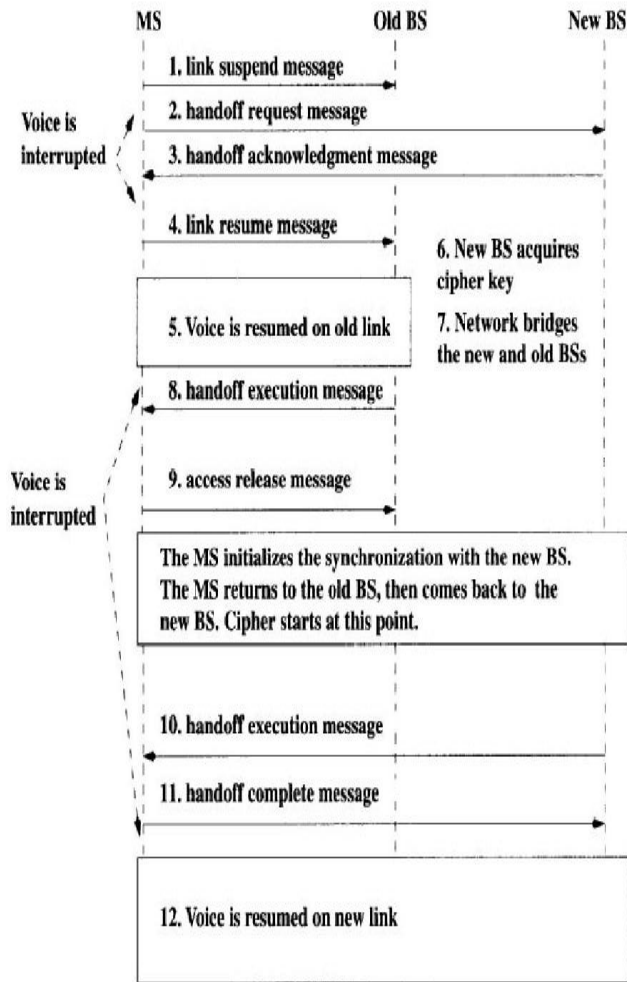 MS Old BS New BS
1. link suspend message
2. handoff request message
Voice is
interrupted
3. handoff acknowledgment message
4. link resume message
6. New BS acquires
cipher key
5. Voice is resumed on old link
7. Network bridges
the new and old BSs
8. handoff execution message
Voice is
interrupted
9. access release message
The MS initializes the synchronization with the new BS.
The MS returns to the old BS, then comes back to the
new BS. Cipher starts at this point.
10. handoff execution message
11. handoff complete message
12. Voice is resumed on new link